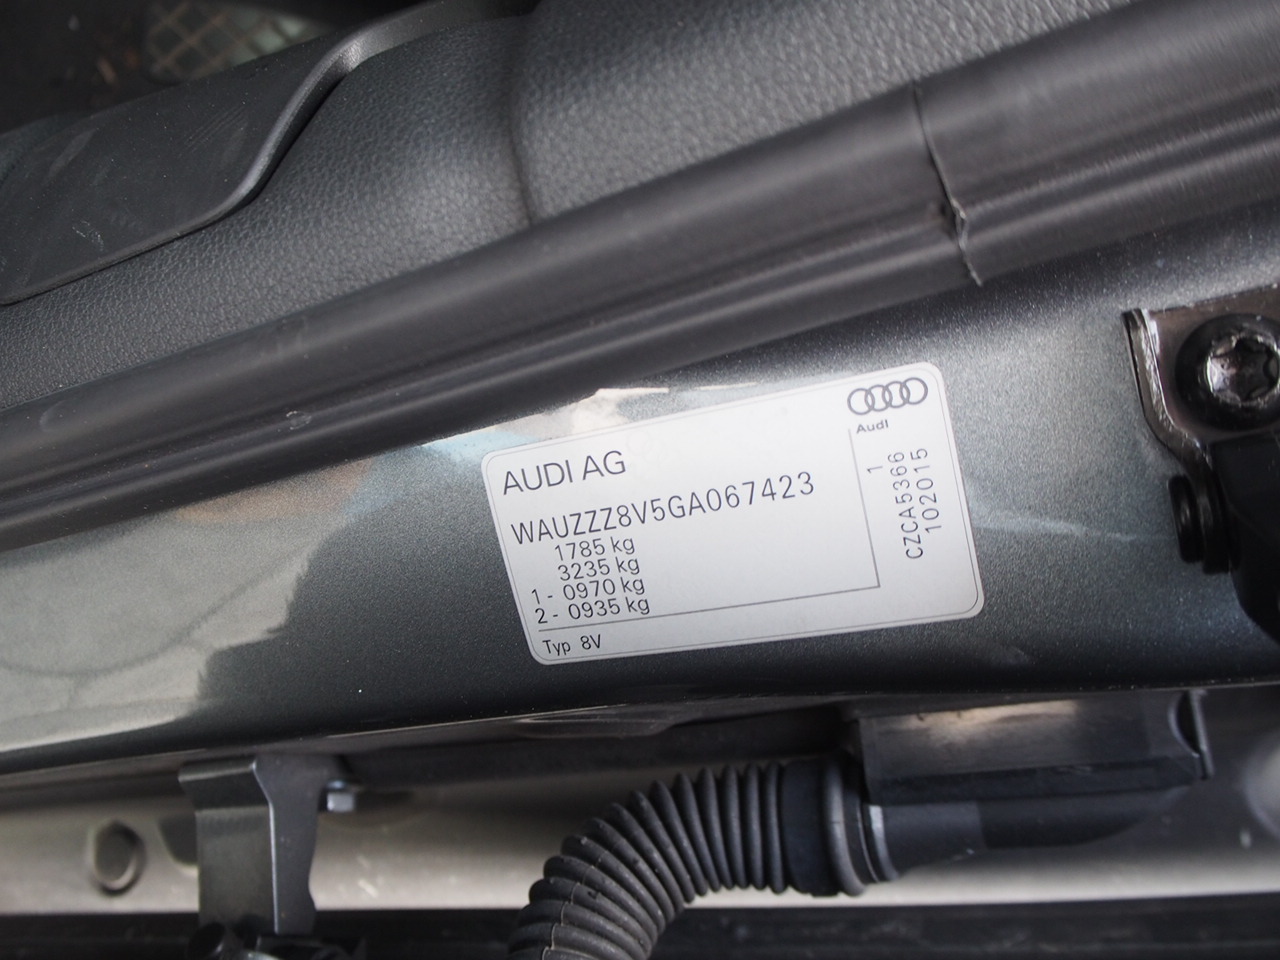 AUDI AG
WAUZZZ8V5GA067423
1785 kg
3235 kg
1 - 0970 kg
2 - 0935 kg
Typ 8V
Audi
CZCA5366 1
102015